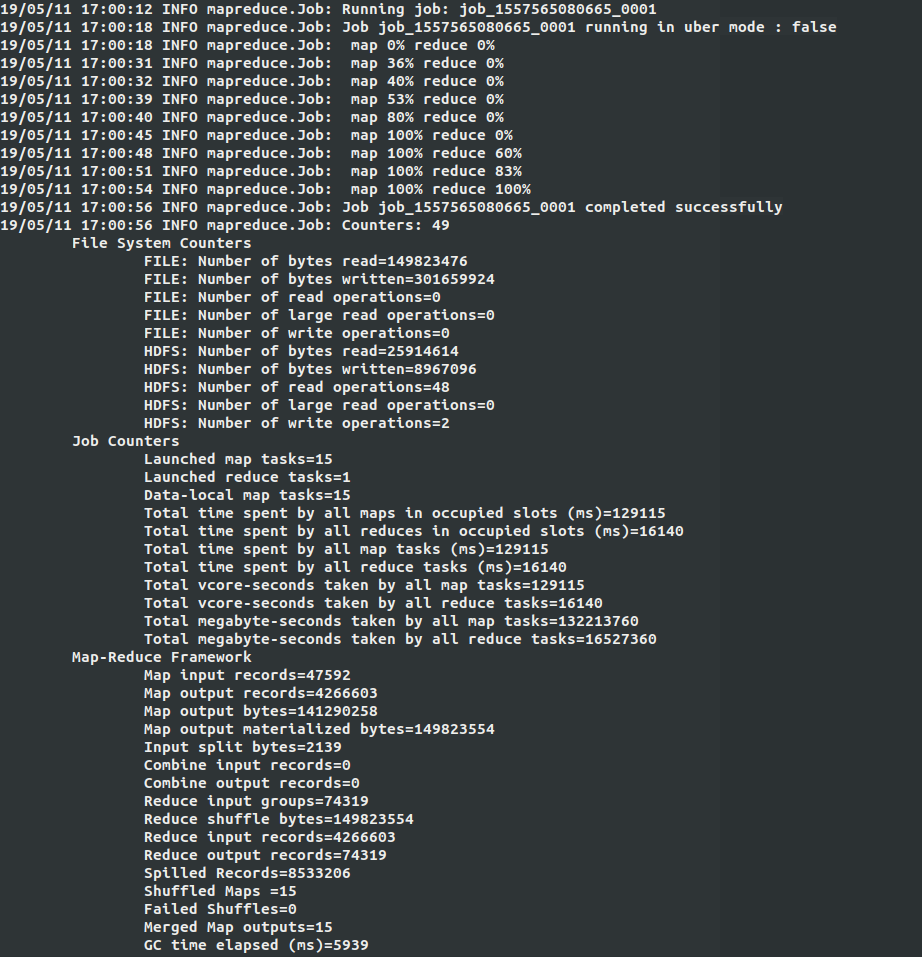 19/05/11 17:00:12 INFO mapreduce.Job: Running job: job_1557565080665_0001
19/05/11 17:00:18 INFO mapreduce.Job: Job job_1557565080665_0001 running in uber mode : false
19/05/11 17:00:18 INFO mapreduce.Job:  map 0% reduce 0%
19/05/11 17:00:31 INFO mapreduce.Job:  map 36% reduce 0%
19/05/11 17:00:32 INFO mapreduce.Job:  map 40% reduce 0%
19/05/11 17:00:39 INFO mapreduce.Job:  map 53% reduce 0%
19/05/11 17:00:40 INFO mapreduce.Job:  map 80% reduce 0%
19/05/11 17:00:45 INFO mapreduce.Job:  map 100% reduce 0%
19/05/11 17:00:48 INFO mapreduce.Job:  map 100% reduce 60%
19/05/11 17:00:51 INFO mapreduce.Job:  map 100% reduce 83%
19/05/11 17:00:54 INFO mapreduce.Job:  map 100% reduce 100%
19/05/11 17:00:56 INFO mapreduce.Job: Job job_1557565080665_0001 completed successfully
19/05/11 17:00:56 INFO mapreduce.Job: Counters: 49
File System Counters
FILE: Number of bytes read=149823476
FILE: Number of bytes written=301659924
FILE: Number of read operations=0
FILE: Number of large read operations=0
FILE: Number of write operations=0
HDFS: Number of bytes read=25914614
HDFS: Number of bytes written=8967096
HDFS: Number of read operations=48
HDFS: Number of large read operations=0
HDFS: Number of write operations=2
Job Counters
Launched map tasks=15
Launched reduce tasks=1
Data-local map tasks=15
Total time spent by all maps in occupied slots (ms)=129115
Total time spent by all reduces in occupied slots (ms)=16140
Total time spent by all map tasks (ms)=129115
Total time spent by all reduce tasks (ms)=16140
Total vcore-seconds taken by all map tasks=129115
Total vcore-seconds taken by all reduce tasks=16140
Total megabyte-seconds taken by all map tasks=132213760
Total megabyte-seconds taken by all reduce tasks=16527360
Map-Reduce Framework
Map input records=47592
Map output records=4266603
Map output bytes=141290258
Map output materialized bytes=149823554
Input split bytes=2139
Combine input records=0
Combine output records=0
Reduce input groups=74319
Reduce shuffle bytes=149823554
Reduce input records=4266603
Reduce output records=74319
Spilled Records=8533206
Shuffled Maps =15
Failed Shuffles=0
Merged Map outputs=15
GC time elapsed (ms)=5939